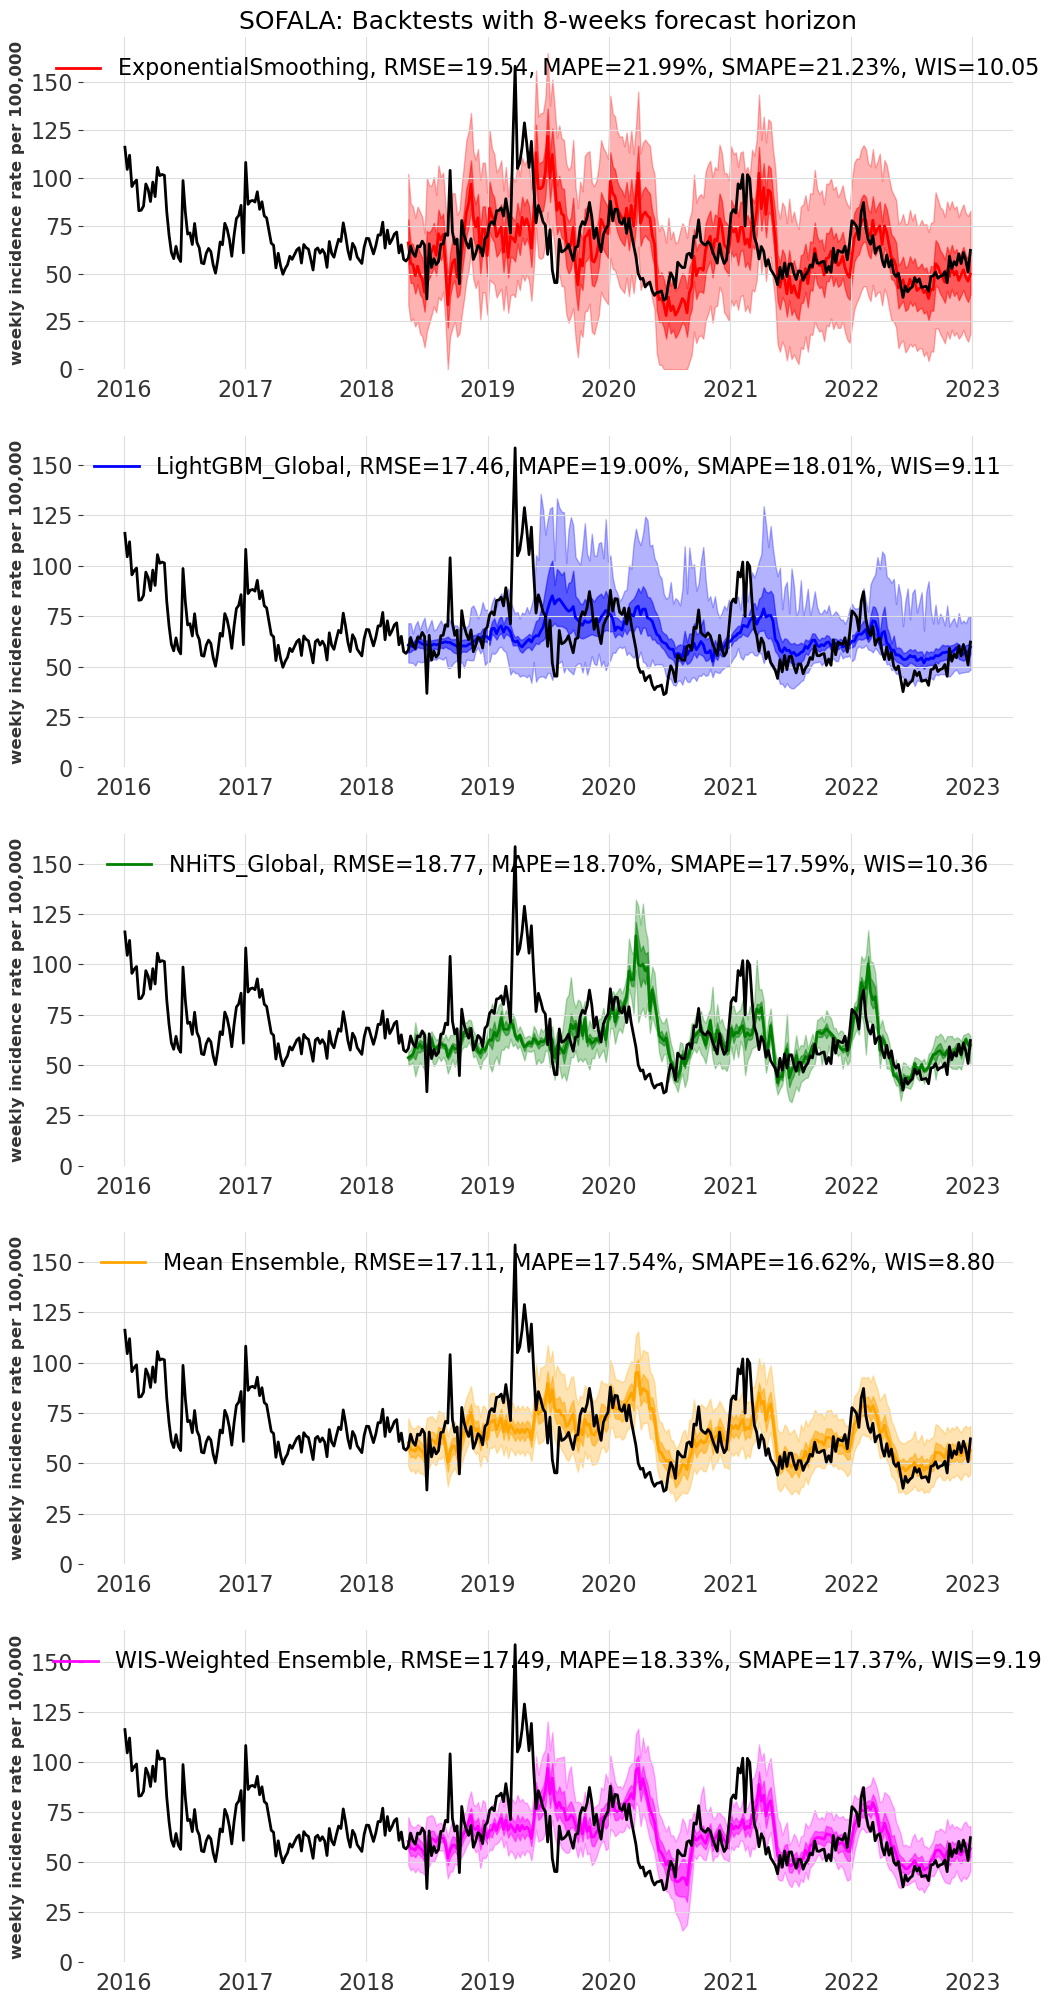 SOFALA: Backtests with 8-weeks forecast horizon
ExponentialSmoothing, RMSE=19.54, MAPE=21.99%, SMAPE=21.23%, WIS=10.05
weekly incidence rate per 100,000
150
125
100
75
50
25
0
2016 2017 2018 2019 2020 2021 2022 2023
LightGBM_Global, RMSE=17.46, MAPE=19.00%, SMAPE=18.01%, WIS=9.11
weekly incidence rate per 100,000
150
125
100
75
50
25
0
2016 2017 2018 2019 2020 2021 2022 2023
NHiTS_Global, RMSE=18.77, MAPE=18.70%, SMAPE=17.59%, WIS=10.36
weekly incidence rate per 100,000
150
125
100
75
50
25
0
2016 2017 2018 2019 2020 2021 2022 2023
Mean Ensemble, RMSE=17.11, MAPE=17.54%, SMAPE=16.62%, WIS=8.80
weekly incidence rate per 100,000
150
125
100
75
50
25
0
2016 2017 2018 2019 2020 2021 2022 2023
WIS-Weighted Ensemble, RMSE=17.49, MAPE=18.33%, SMAPE=17.37%, WIS=9.19
weekly incidence rate per 100,000
150
125
100
75
50
25
0
2016 2017 2018 2019 2020 2021 2022 2023